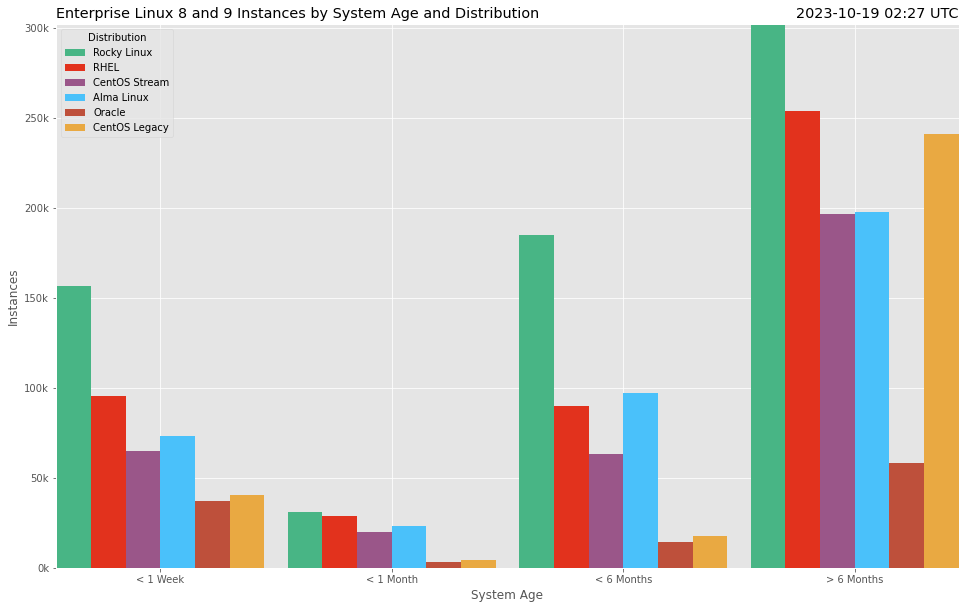 Enterprise Linux 8 and 9 Instances by System Age and Distribution
2023-10-19 02:27 UTC
Distribution
Rocky Linux
RHEL
CentOS Stream
Alma Linux
Oracle
CentOS Legacy
300k
250k
200k
150k
100k
50k
0k
Instances
< 1 Week
< 1 Month
< 6 Months
> 6 Months
System Age